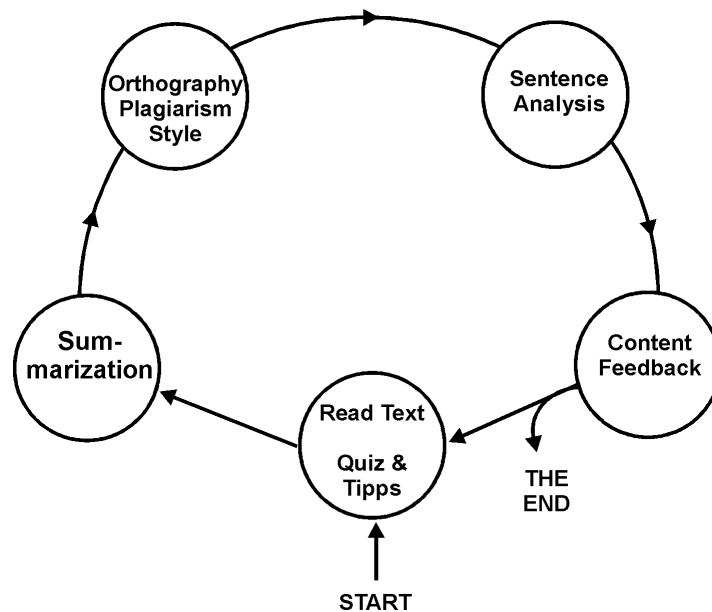 Orthography
Plagiarism
Style
Sentence
Analysis
Sum-
marization
Content
Feedback
Read Text
Quiz &
Tipps
THE
END
START